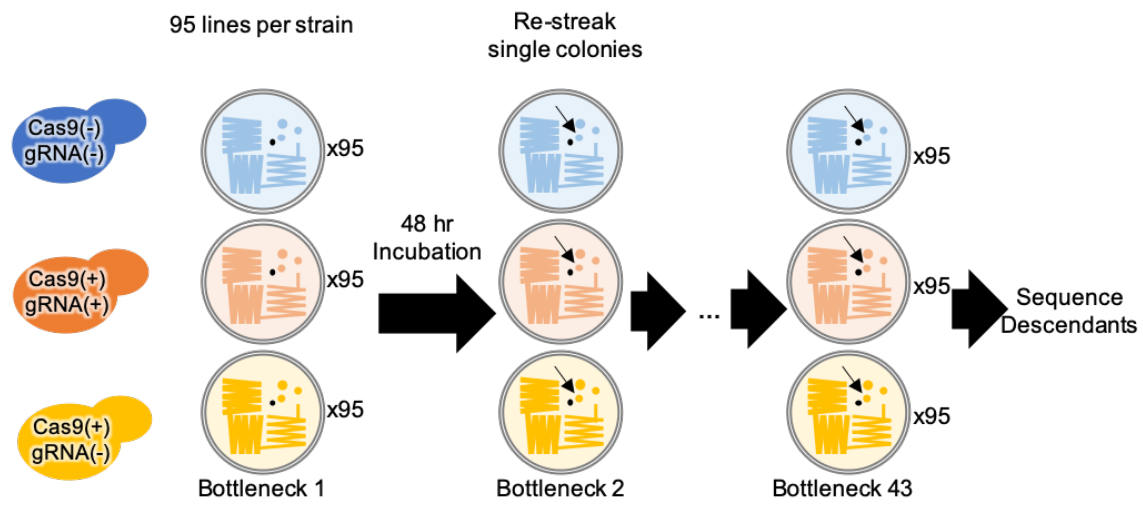 95 lines per strain
Re-streak
single colonies
Cas9(-)
gRNA(-)
x95
x95
48 hr
Incubation
Cas9(+)
gRNA(+)
x95
...
x95
Sequence
Descendants
Cas9(+)
gRNA(-)
x95
x95
Bottleneck 1
Bottleneck 2
Bottleneck 43